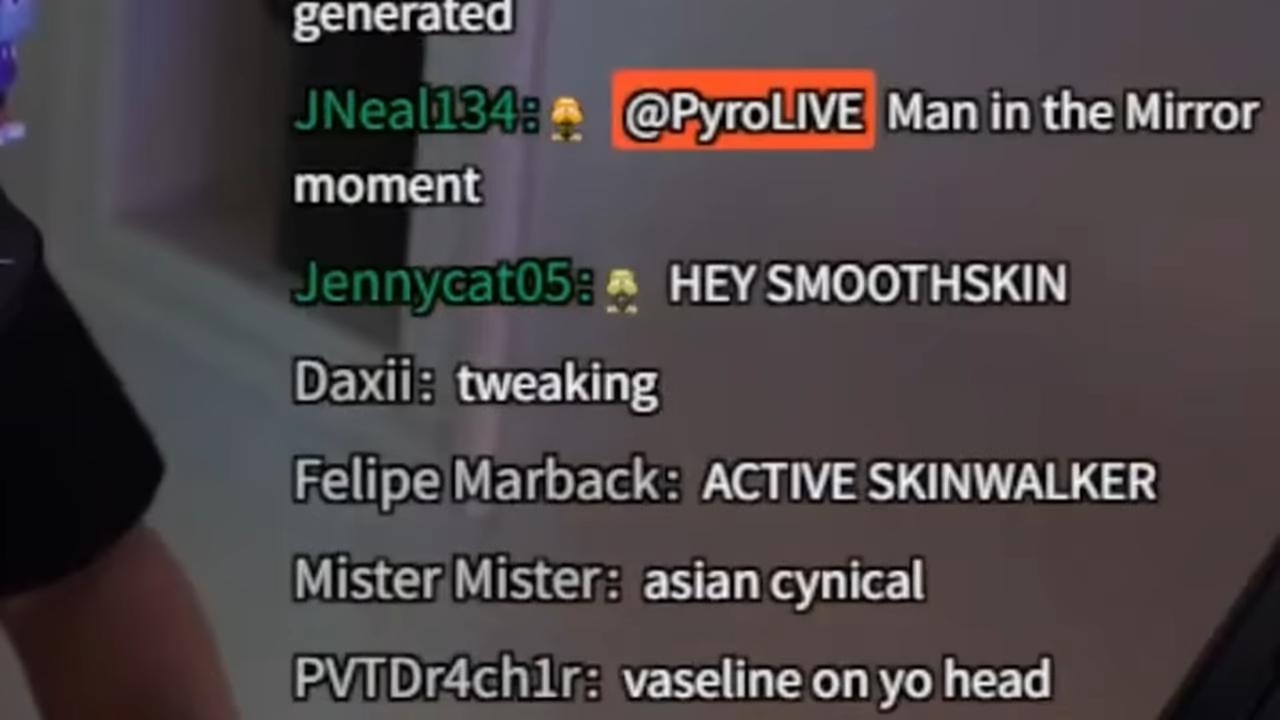 generated
JNeal134: @PyroLIVE Man in the Mirror
moment
Jennycat05: HEY SMOOTHSKIN
Daxii: tweaking
Felipe Marback: ACTIVE SKINWALKER
Mister Mister: asian cynical
PVTDr4ch1r: vaseline on yo head